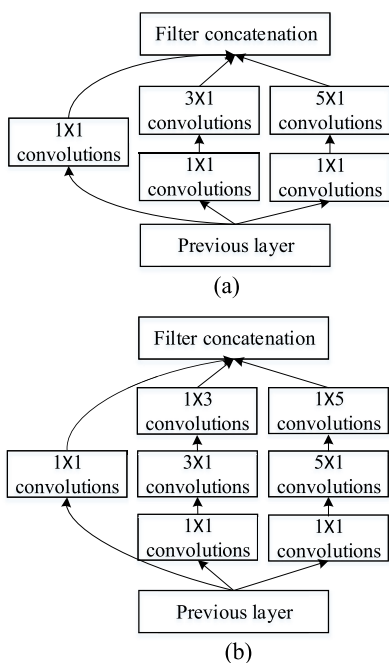 Filter concatenation
3X1
convolutions
5X1
convolutions
1X1
convolutions
1X1
convolutions
1X1
convolutions
Previous layer
(a)
Filter concatenation
1X3
convolutions
1X5
convolutions
1X1
convolutions
3X1
convolutions
5X1
convolutions
1X1
convolutions
1X1
convolutions
Previous layer
(b)